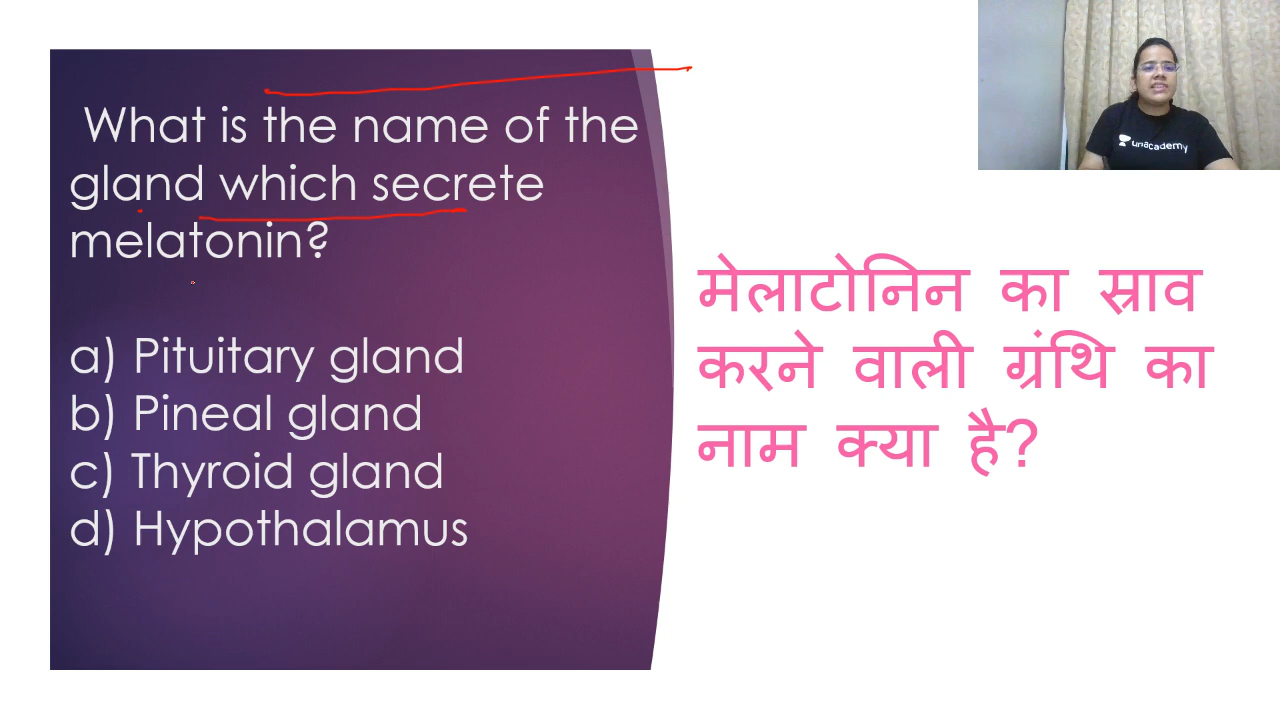 What is the name of the
gland which secrete
melatonin?
a) Pituitary gland
b) Pineal gland
c) Thyroid gland
d) Hypothalamus
मेलाटोनिन का स्राव
करने वाली ग्रंथि का
नाम क्या है?
unacademy